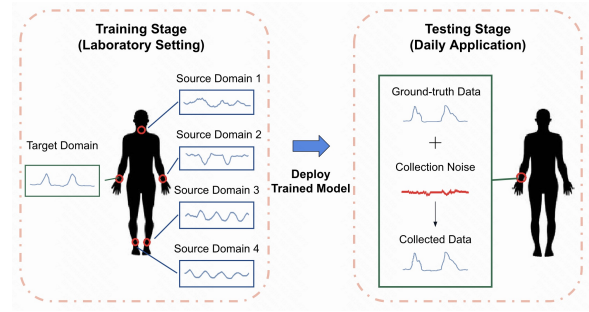 Training Stage
(Laboratory Setting)
Source Domain 1
Source Domain 2
Target Domain
Source Domain 3
Source Domain 4
Deploy
Trained Model
Testing Stage
(Daily Application)
Ground-truth Data
+
Collection Noise
Collected Data